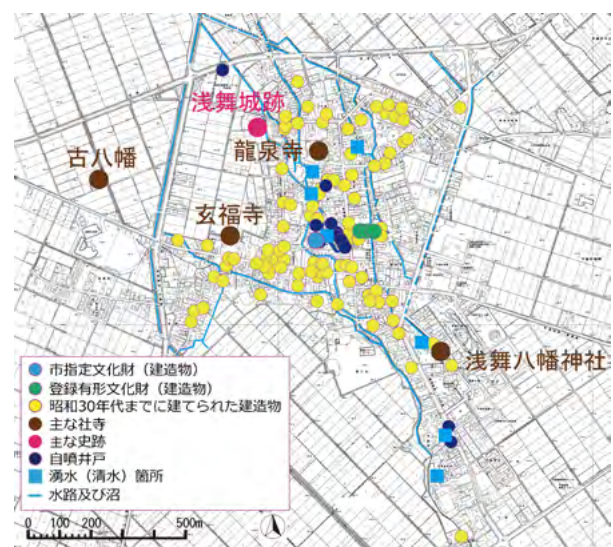 浅舞城跡
龍泉寺
古八幡
玄福寺
浅舞八幡神社
市指定文化財（建造物）
登録有形文化財（建造物）
昭和30年代までに建てられた建造物
主な社寺
主な史跡
自噴井戸
湧水（清水）箇所
水路及び沼
0 100 200 500m